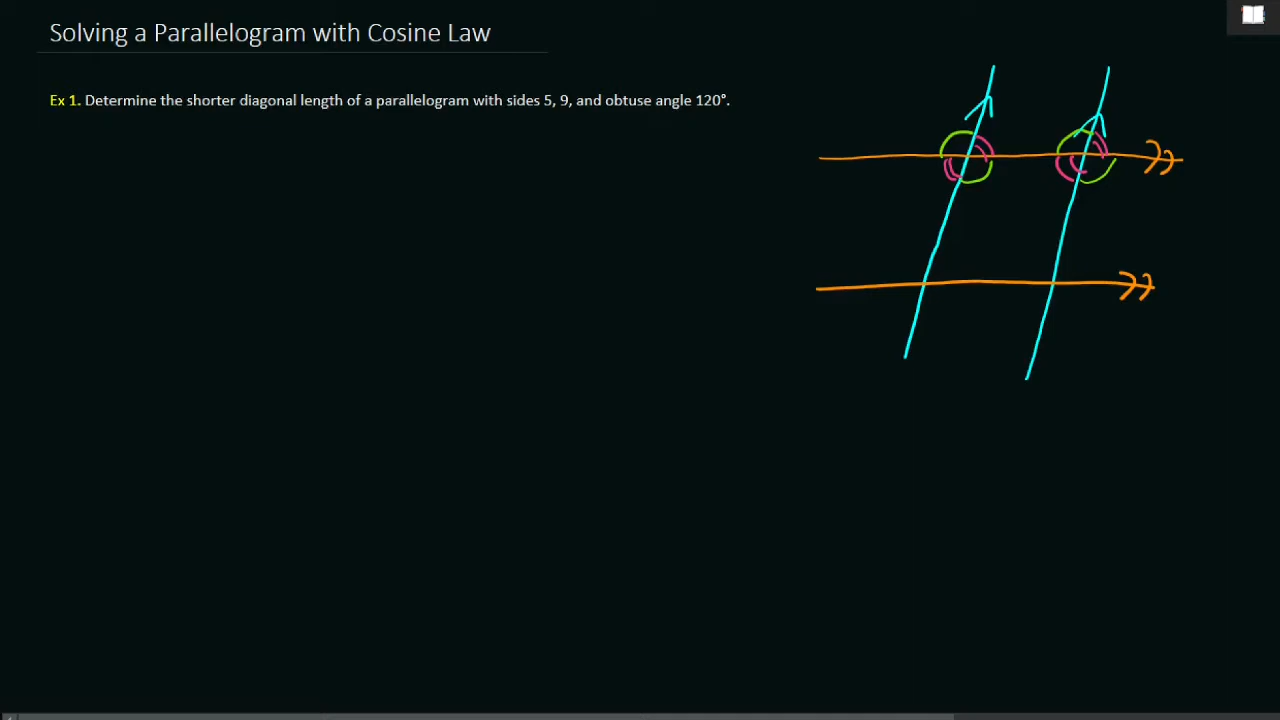 Solving a Parallelogram with Cosine Law
Ex 1. Determine the shorter diagonal length of a parallelogram with sides 5, 9, and obtuse angle 120°.